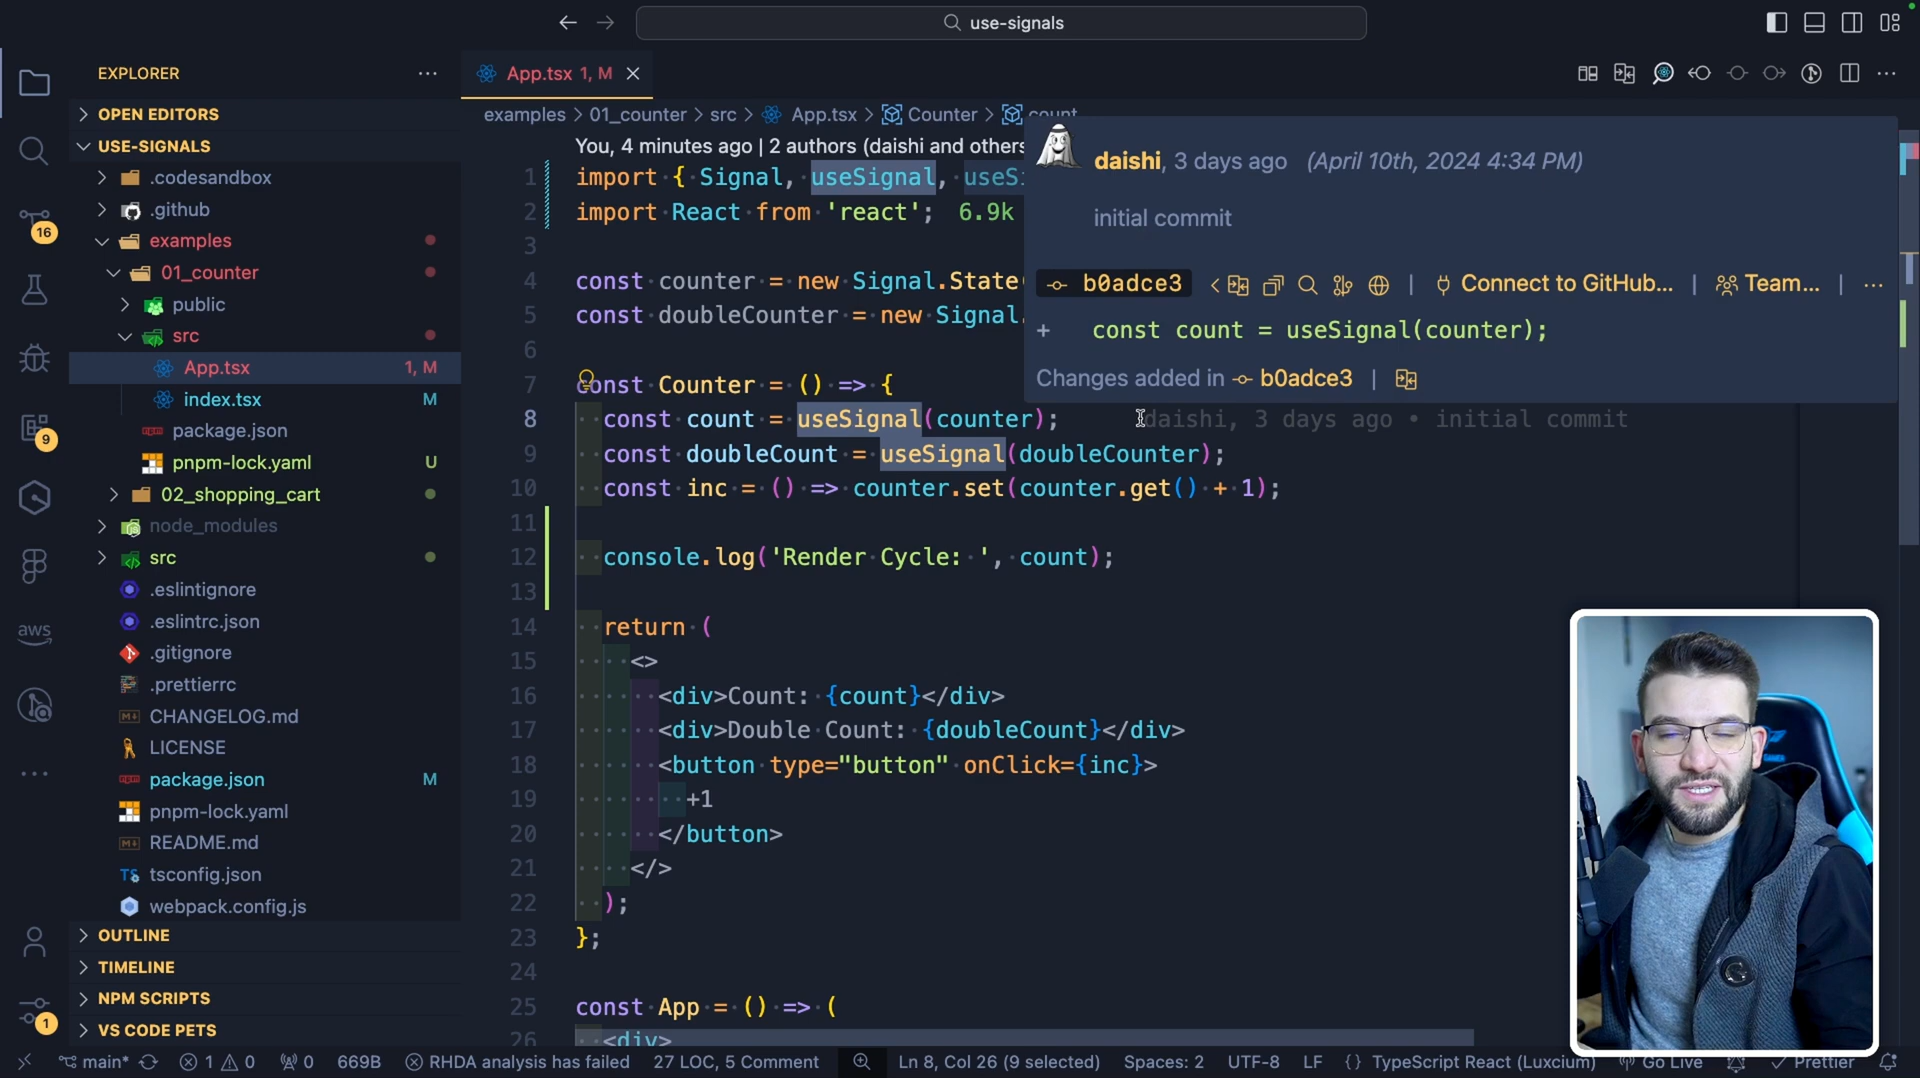 use-signals
EXPLORER
OPEN EDITORS
USE-SIGNALS
.codesandbox
.github
examples
01_counter
public
src
App.tsx 1, M
index.tsx M
package.json
pnpm-lock.yaml U
02_shopping_cart
node_modules
src
.eslintignore
.eslintrc.json
.gitignore
.prettierrc
CHANGELOG.md
LICENSE
package.json M
pnpm-lock.yaml
README.md
tsconfig.json
webpack.config.js
OUTLINE
TIMELINE
NPM SCRIPTS
VS CODE PETS
16
9
aws
1
App.tsx 1, M
examples > 01_counter > src > App.tsx > Counter > count
You, 4 minutes ago | 2 authors (daishi and others
1 import { Signal, useSignal, useSi
2 import React from 'react'; 6.9k
3
4 const counter = new Signal.State(
5 const doubleCounter = new Signal.
6
7 const Counter = () => {
8 const count = useSignal(counter); daishi, 3 days ago • initial commit
9 const doubleCount = useSignal(doubleCounter);
10 const inc = () => counter.set(counter.get() + 1);
11
12 console.log('Render Cycle: ', count);
13
14 return (
15 <>
16 <div>Count: {count}</div>
17 <div>Double Count: {doubleCount}</div>
18 <button type="button" onClick={inc}>
19 +1
20 </button>
21 </>
22 );
23 };
24
25 const App = () => (
26 <div>
daishi, 3 days ago (April 10th, 2024 4:34 PM)
initial commit
b0adce3 | Connect to GitHub... | Team... | ...
+ const count = useSignal(counter);
Changes added in b0adce3 |
main* 1 0 0 669B RHDA analysis has failed 27 LOC, 5 Comment Ln 8, Col 26 (9 selected) Spaces: 2 UTF-8 LF {} TypeScript React (Luxcium) Go Live Prettier